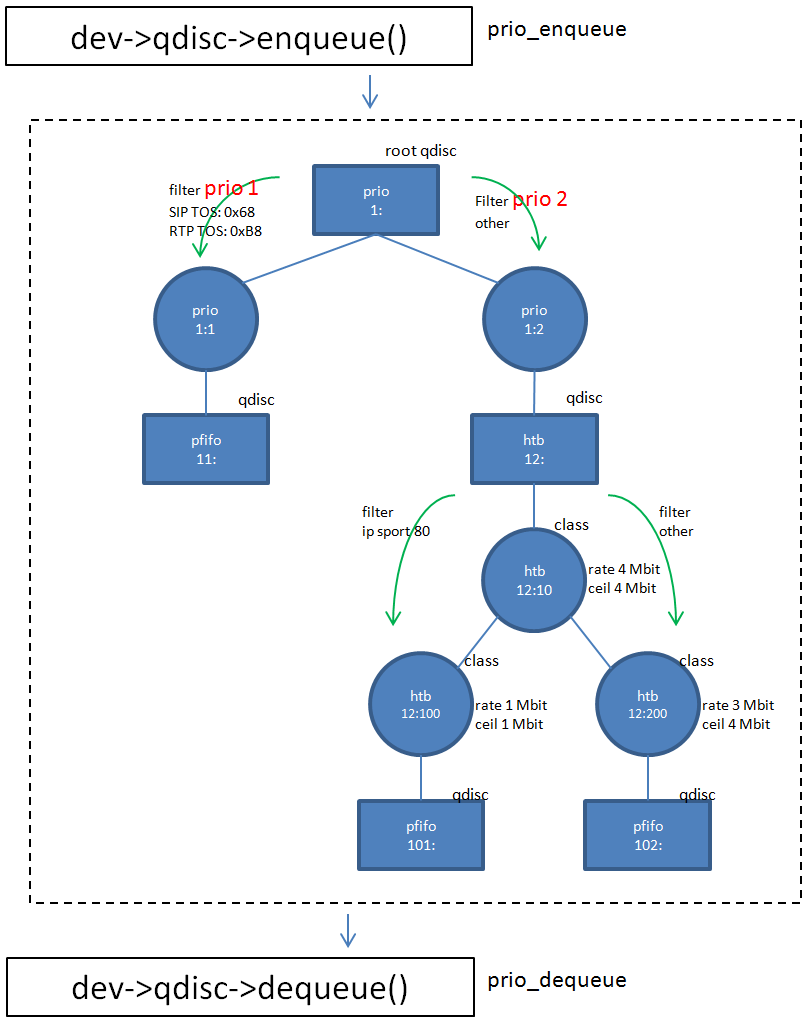 dev->qdisc->enqueue()
prio_enqueue
root qdisc
prio
1:
filter prio 1
SIP TOS: 0x68
RTP TOS: 0xB8
Filter prio 2
other
prio
1:1
prio
1:2
qdisc
qdisc
pfifo
11:
htb
12:
filter
ip sport 80
filter
other
class
htb
12:10
rate 4 Mbit
ceil 4 Mbit
class
class
htb
12:100
rate 1 Mbit
ceil 1 Mbit
htb
12:200
rate 3 Mbit
ceil 4 Mbit
qdisc
qdisc
pfifo
101:
pfifo
102:
dev->qdisc->dequeue()
prio_dequeue